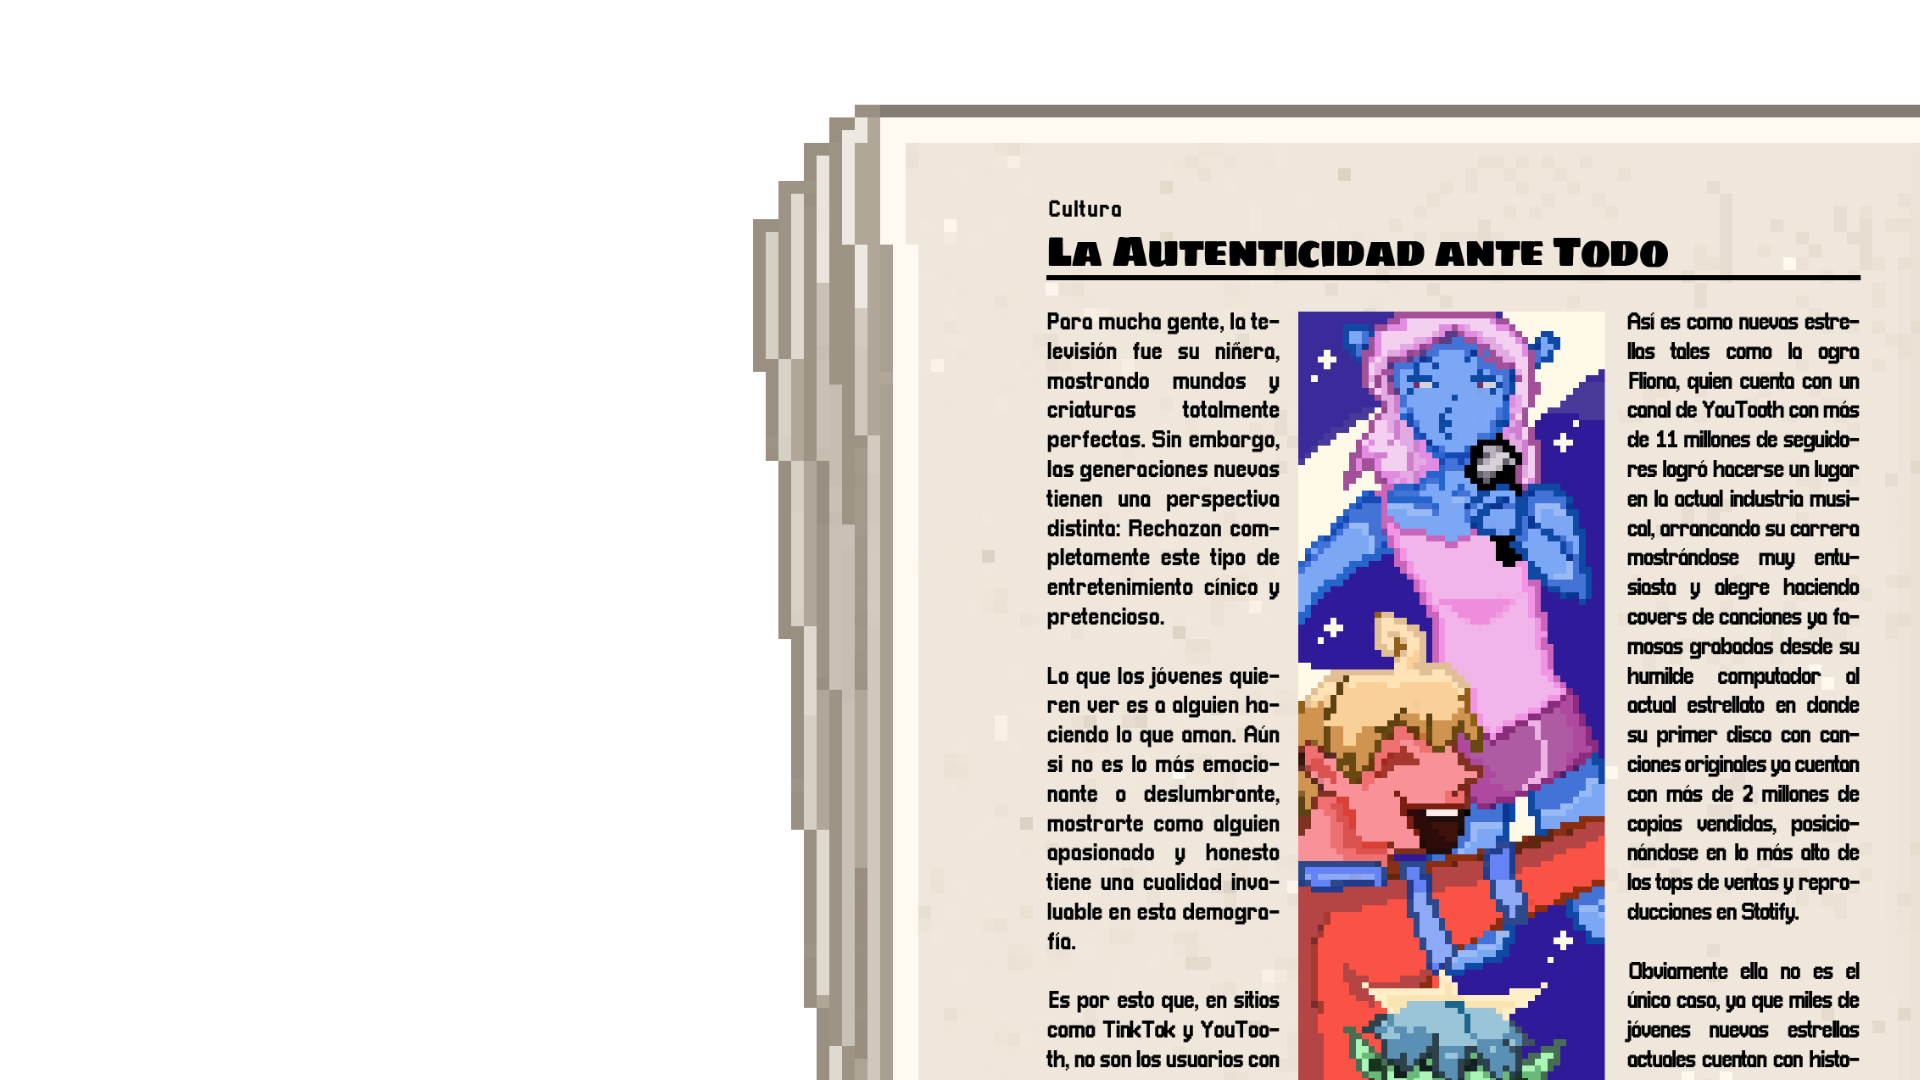 Cultura
La Autenticidad ante Todo
Para mucha gente, la te-
levisión fue su niñera,
mostrando mundos y
criaturas totalmente
perfectas. Sin embargo,
las generaciones nuevas
tienen una perspectiva
distinta: Rechazan com-
pletamente este tipo de
entretenimiento cínico y
pretencioso.
Lo que los jóvenes quie-
ren ver es a alguien ha-
ciendo lo que aman. Aún
si no es lo más emocio-
nante o deslumbrante,
mostrarte como alguien
apasionado y honesto
tiene una cualidad inva-
luable en esta demogra-
fía.
Es por esto que, en sitios
como TinkTok y YouToo-
th, no son los usuarios con
Así es como nuevas estre-
llas tales como la ogra
Fliona, quien cuenta con un
canal de YouTooth con más
de 11 millones de seguido-
res logró hacerse un lugar
en la actual industria musi-
cal, arrancando su carrera
mostrándose muy entu-
siasta y alegre haciendo
covers de canciones ya fa-
mosas grabadas desde su
humilde computador al
actual estrellato en donde
su primer disco con can-
ciones originales ya cuentan
con más de 2 millones de
copias vendidas, posicio-
nándose en lo más alto de
los tops de ventas y repro-
ducciones en Stotify.
Obviamente ella no es el
único caso, ya que miles de
jóvenes nuevas estrellas
actuales cuentan con histo-